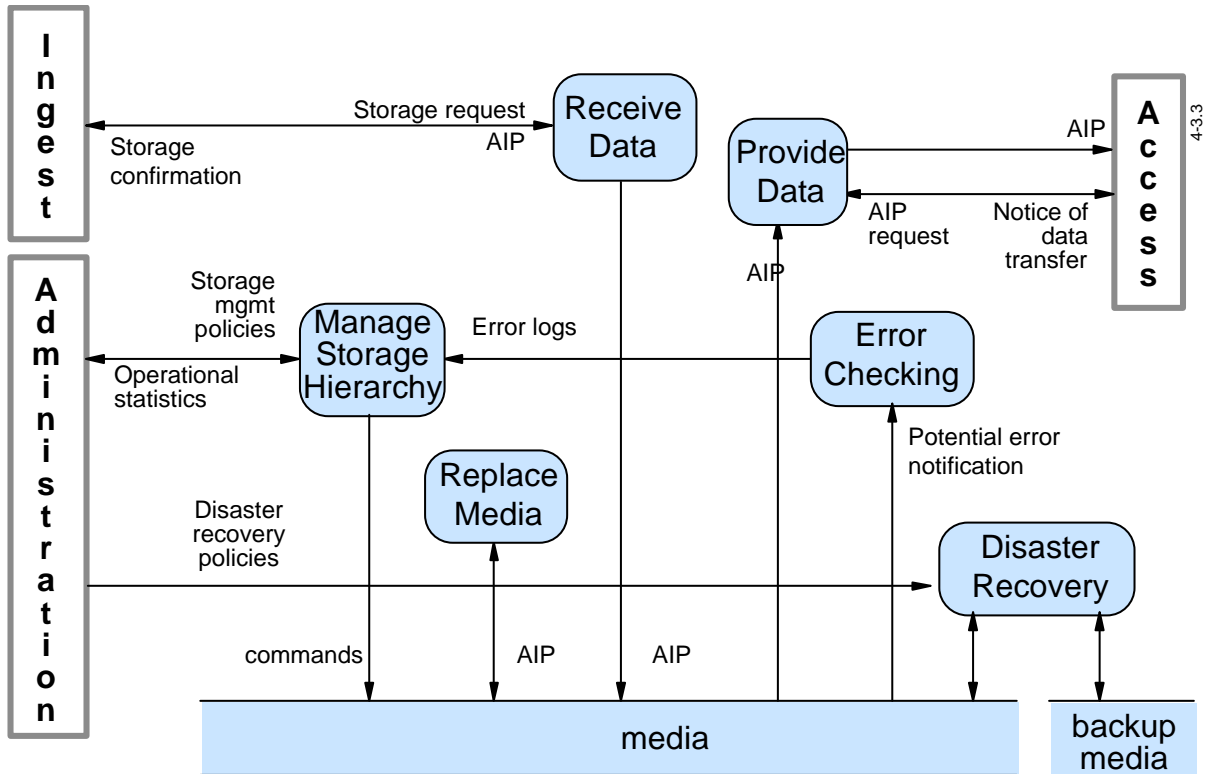 Ingest
Storage request
AIP
Storage
confirmation
Receive
Data
Provide
Data
AIP
AIP
request
Notice of
data
transfer
Access
4-3.3
AIP
Administration
Storage
mgmt
policies
Operational
statistics
Manage
Storage
Hierarchy
Error logs
Error
Checking
Potential error
notification
Replace
Media
Disaster
recovery
policies
Disaster
Recovery
commands
AIP
AIP
media
backup
media